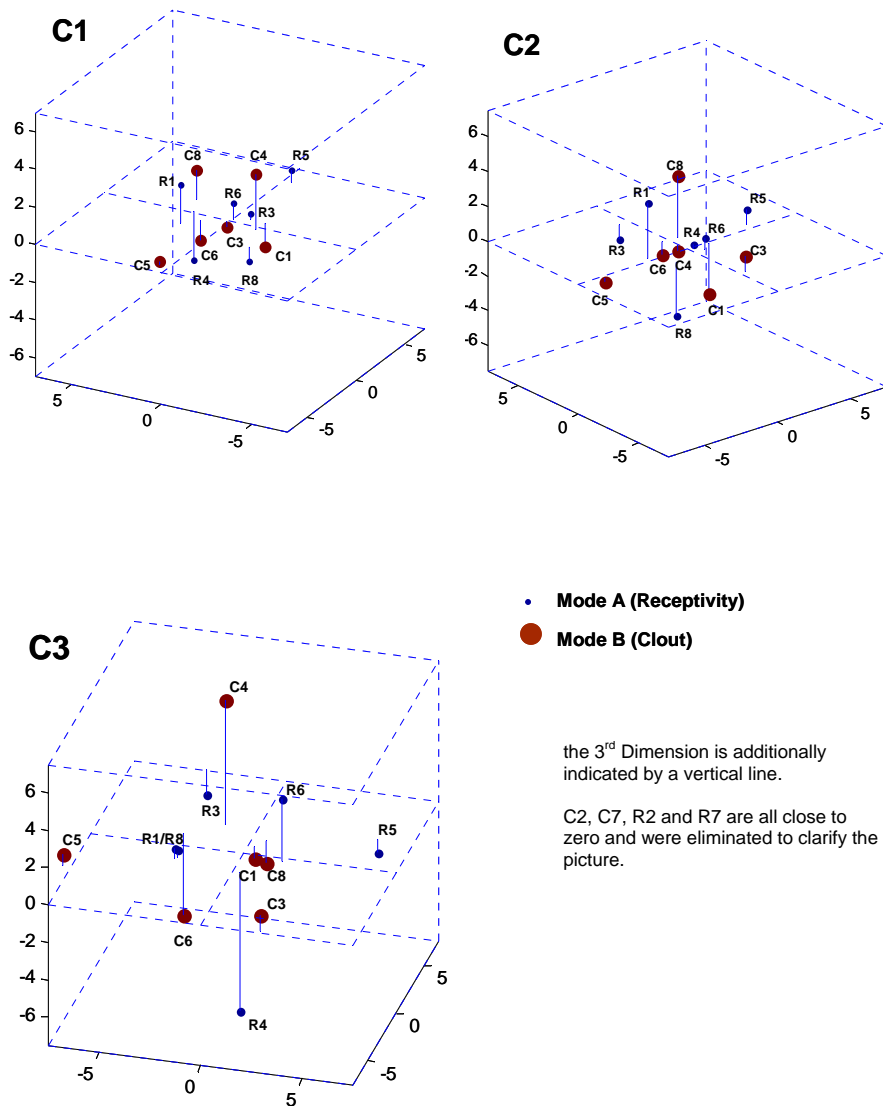 C1
6
4
2
0
-2
-4
-6
5
0
-5
-5
0
5
C8
C4
R5
R1
R6
R3
C3
C6
C1
C5
R4
R8
C2
6
4
2
0
-2
-4
-6
5
0
-5
-5
0
5
C8
R1
R5
R4
R6
R3
C6
C4
C3
C5
C1
R8
C3
6
4
2
0
-2
-4
-6
-5
0
5
-5
0
5
C4
R6
R3
C5
R1/R8
R5
C1
C8
C3
C6
R4
Mode A (Receptivity)
Mode B (Clout)
the 3rd Dimension is additionally
indicated by a vertical line.
C2, C7, R2 and R7 are all close to
zero and were eliminated to clarify the
picture.